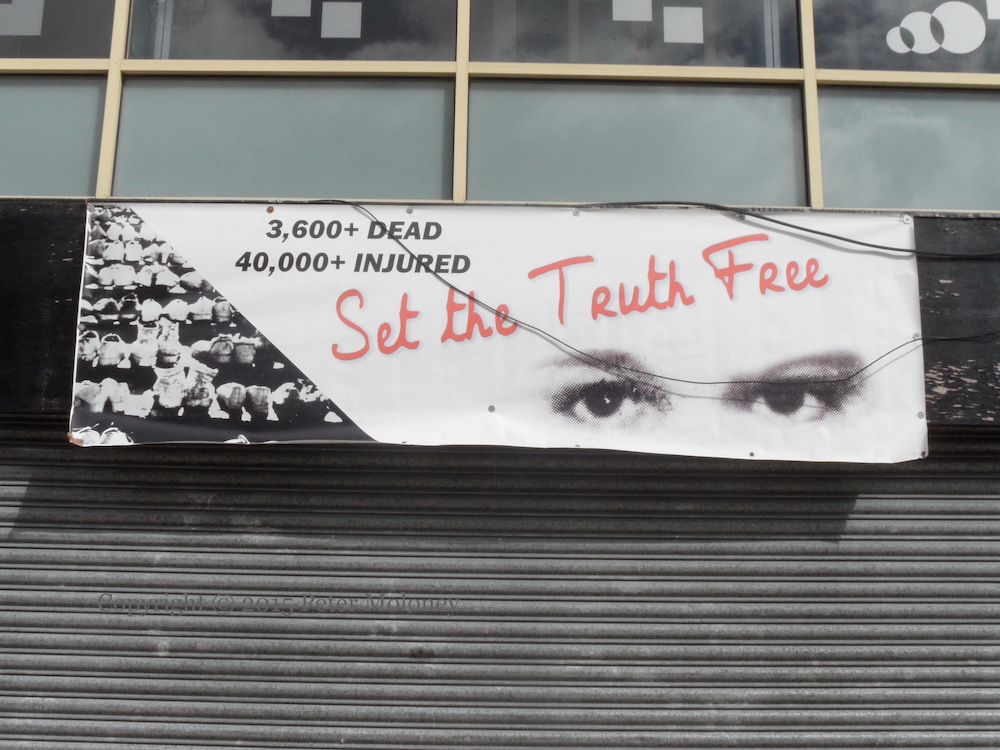 3,600+ DEAD
40,000+ INJURED
Set the Truth Free
Copyright © 2015 Peter Moloney